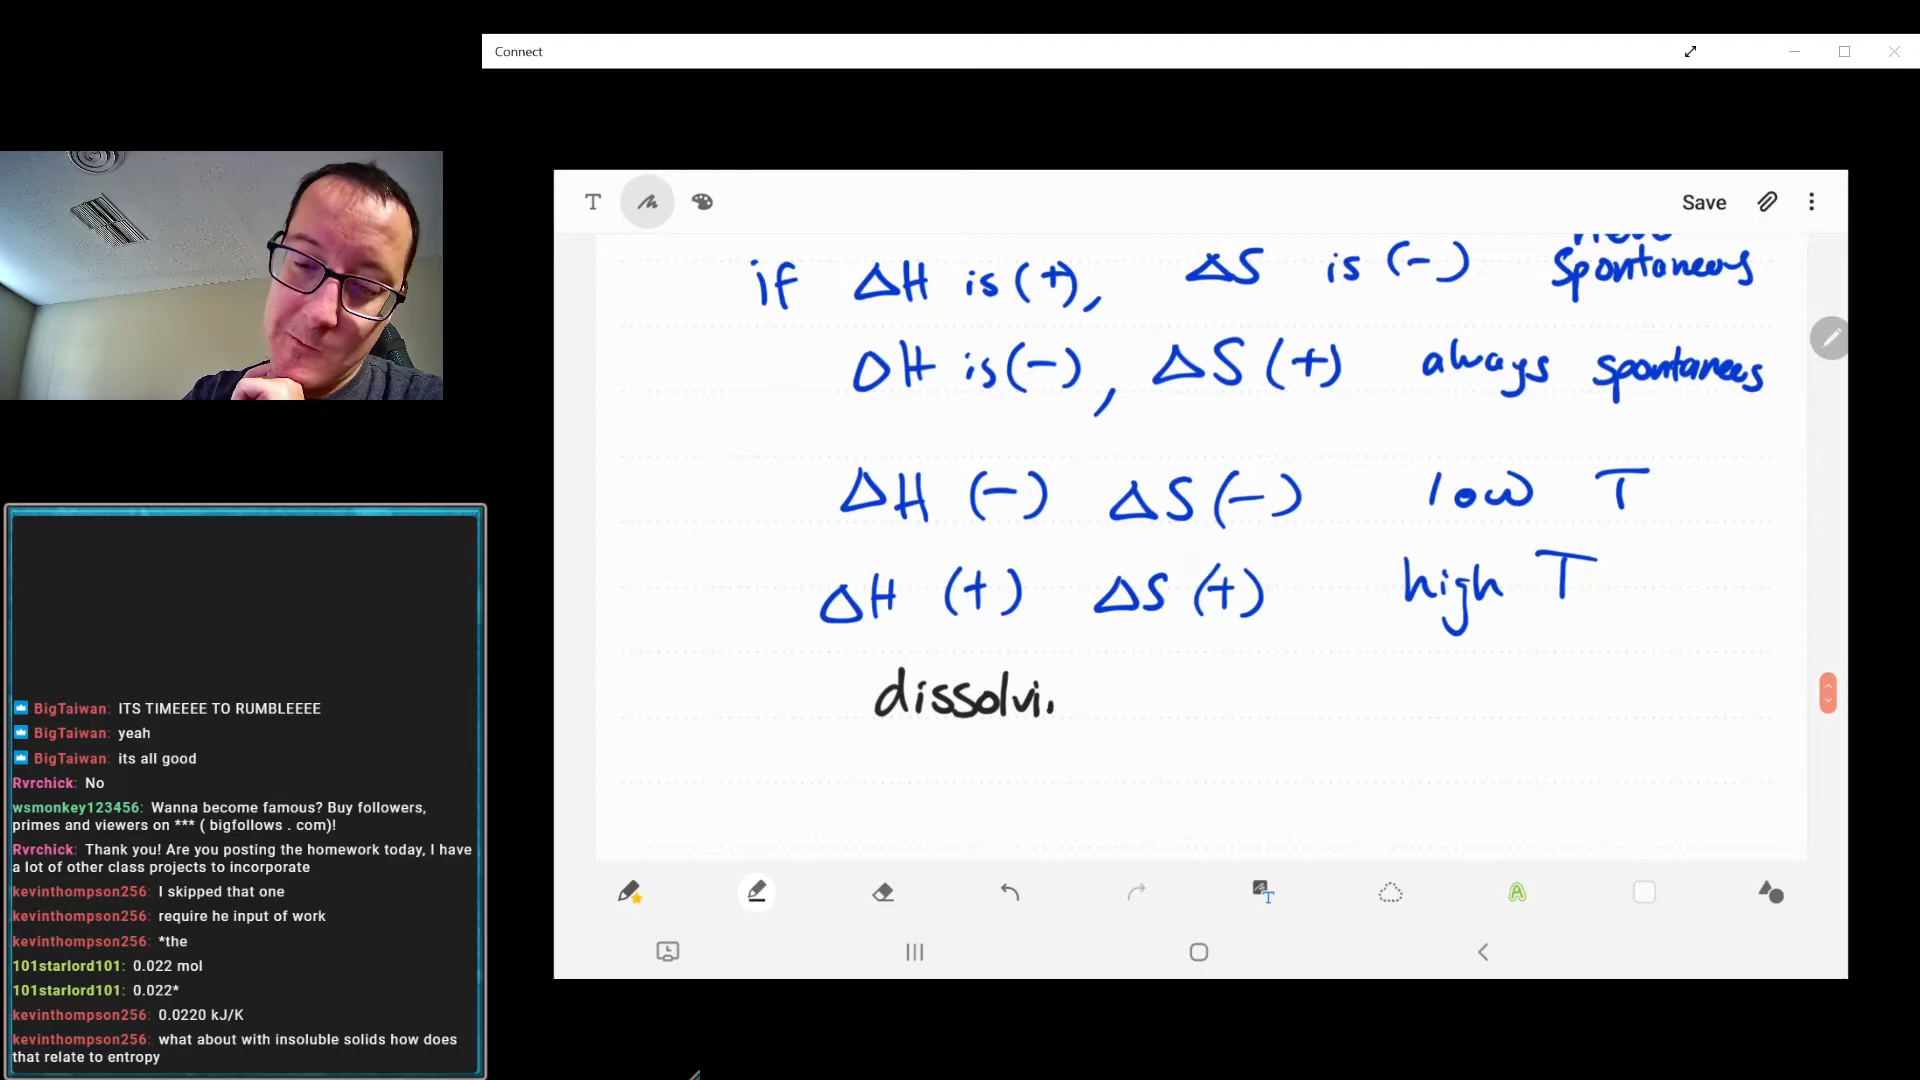 Connect
T
Save
if ΔH is (+), ΔS is (-) spontaneous
ΔH is (-), ΔS (+) always spontaneous
ΔH (-) ΔS (-) low T
ΔH (+) ΔS (+) high T
dissolvi
BigTaiwan: ITS TIMEEEE TO RUMBLEEEE
BigTaiwan: yeah
BigTaiwan: its all good
Rvrchick: No
wsmonkey123456: Wanna become famous? Buy followers,
primes and viewers on *** ( bigfollows . com)!
Rvrchick: Thank you! Are you posting the homework today, I have
a lot of other class projects to incorporate
kevinthompson256: I skipped that one
kevinthompson256: require he input of work
kevinthompson256: *the
101starlord101: 0.022 mol
101starlord101: 0.022*
kevinthompson256: 0.0220 kJ/K
kevinthompson256: what about with insoluble solids how does
that relate to entropy